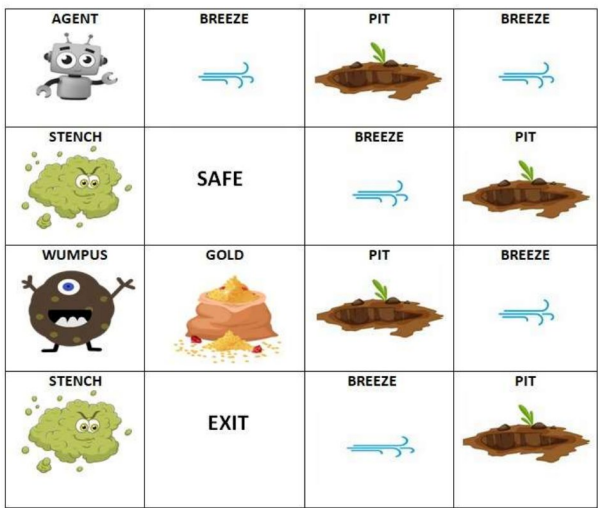 AGENT
BREEZE
PIT
BREEZE
STENCH
SAFE
BREEZE
PIT
WUMPUS
GOLD
PIT
BREEZE
STENCH
EXIT
BREEZE
PIT